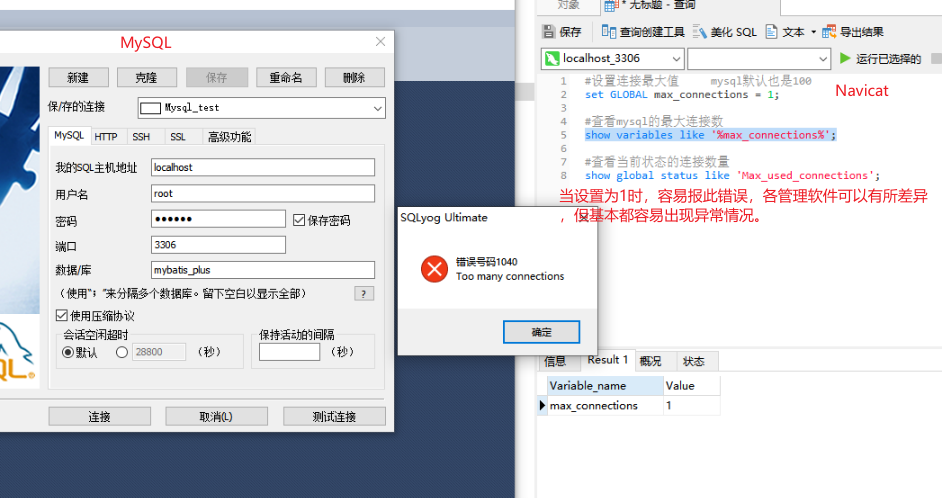 MySQL
新建
克隆
保存
重命名
删除
保/存的连接
Mysql_test
MySQL
HTTP
SSH
SSL
高级功能
我的SQL主机地址
localhost
用户名
root
密码
●●●●●●
保存密码
端口
3306
数据/库
mybatis_plus
（使用“；”来分隔多个数据库。留下空白以显示全部）
?
使用压缩协议
会话空闲超时
默认
28800
（秒）
保持活动的间隔
（秒）
连接
取消(L)
测试连接
SQLyog Ultimate
错误号码1040
Too many connections
确定
对象
* 无标题 - 查询
保存
查询创建工具
美化 SQL
文本
导出结果
localhost_3306
运行已选择的
Navicat
1 #设置连接最大值 mysql默认也是100
2 set GLOBAL max_connections = 1;
3
4 #查看mysql的最大连接数
5 show variables like '%max_connections%';
6
7 #查看当前状态的连接数量
8 show global status like 'Max_used_connections';
当设置为1时，容易报此错误，各管理软件可以有所差异
，但基本都容易出现异常情况。
信息
Result 1
概况
状态
Variable_name Value
max_connections 1